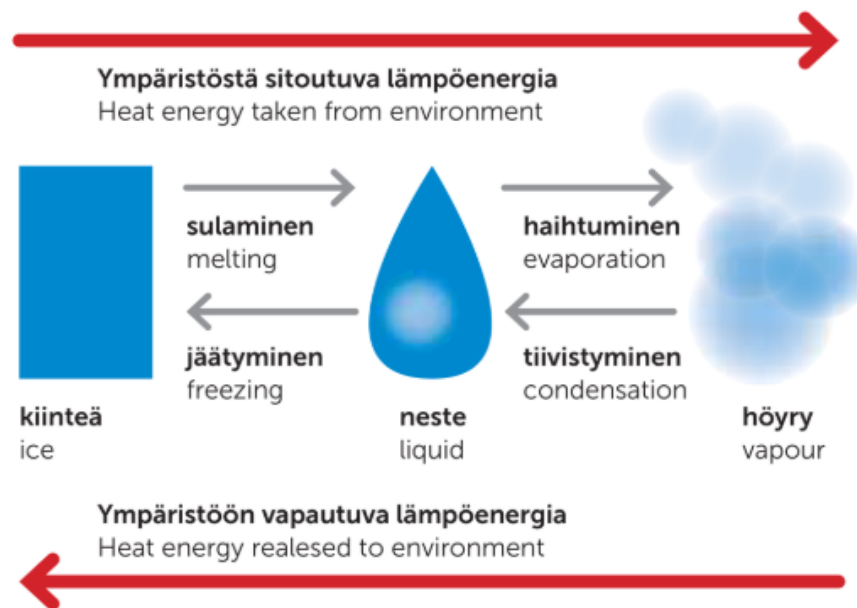 Ympäristöstä sitoutuva lämpöenergia
Heat energy taken from environment
sulaminen
melting
haihtuminen
evaporation
jäätyminen
freezing
tiivistyminen
condensation
kiinteä
ice
neste
liquid
höyry
vapour
Ympäristöön vapautuva lämpöenergia
Heat energy realesed to environment